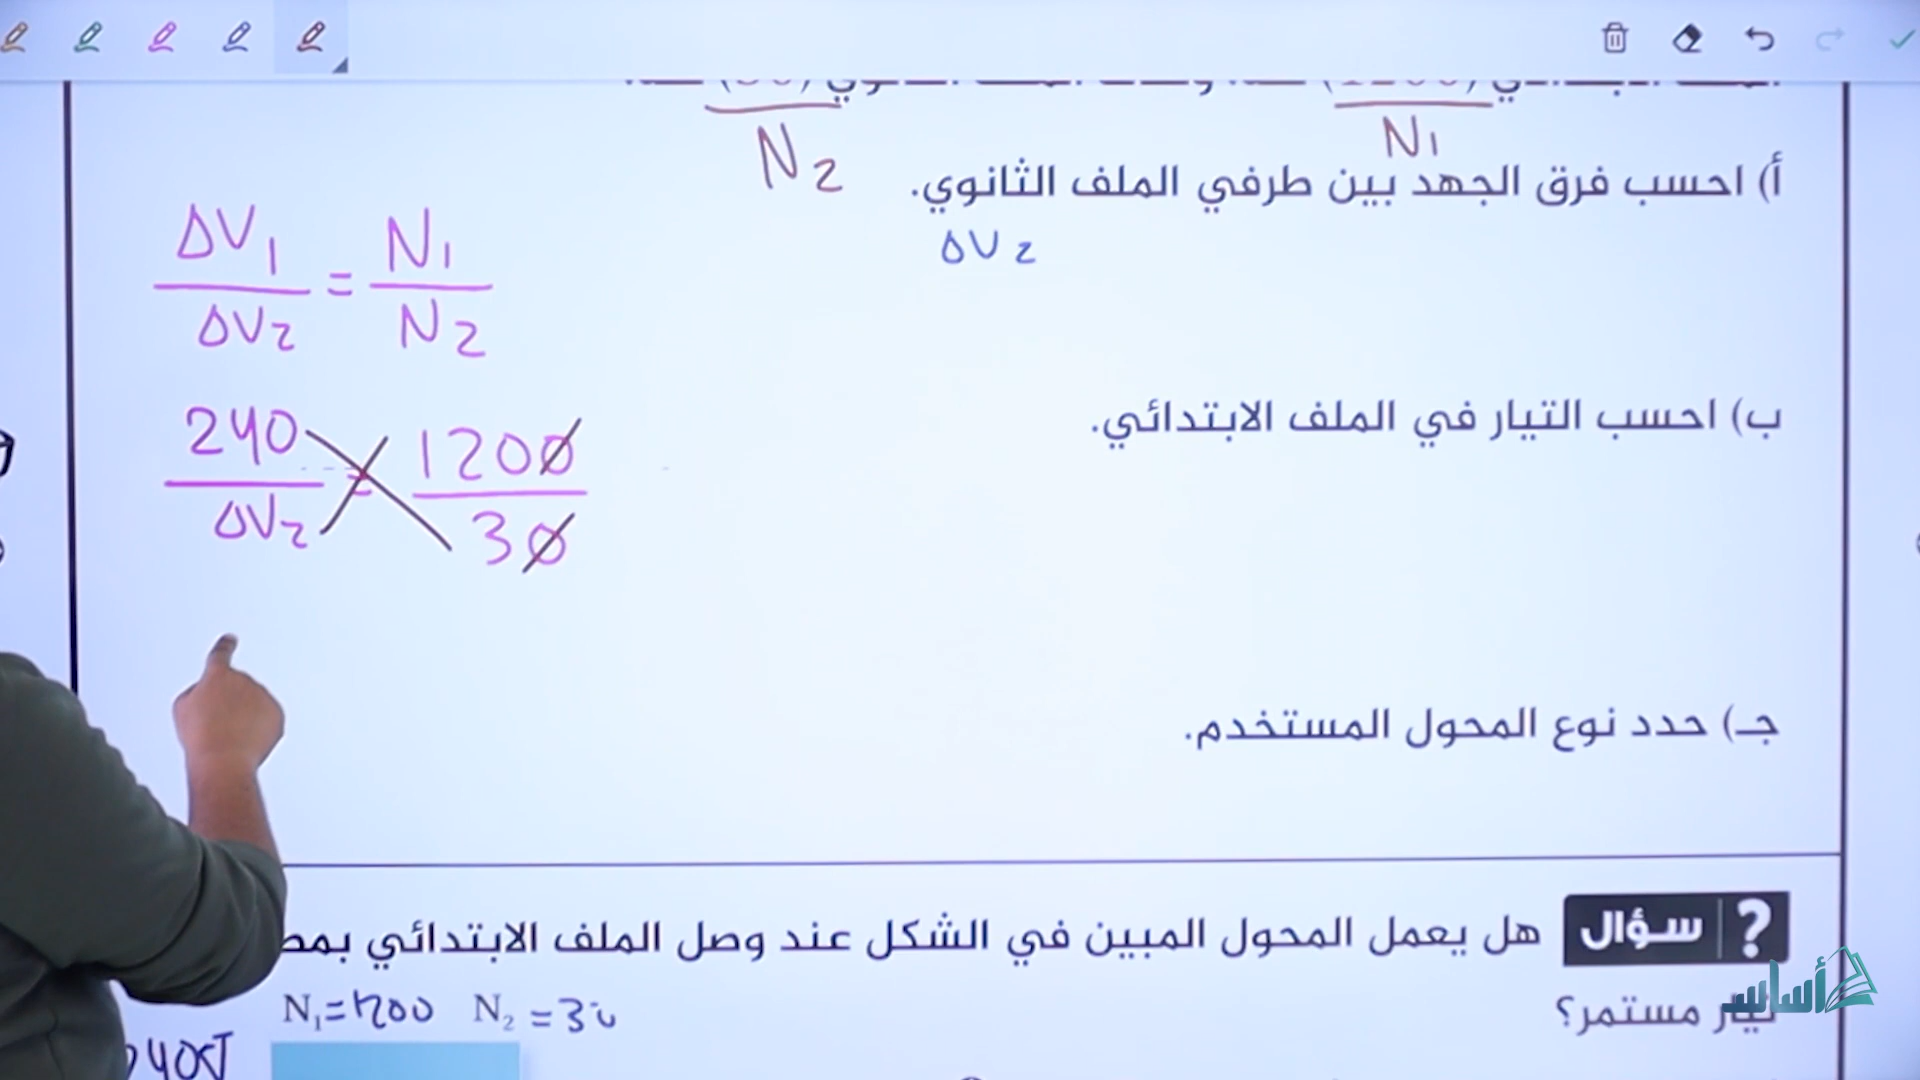 N2
N1
أ) احسب فرق الجهد بين طرفي الملف الثانوي.
ΔV2
ΔV1 / ΔV2 = N1 / N2
240 / ΔV2 = 1200 / 30
ب) احسب التيار في الملف الابتدائي.
جـ) حدد نوع المحول المستخدم.
? سؤال
هل يعمل المحول المبين في الشكل عند وصل الملف الابتدائي
مستمر؟
أساس
N1=1200 N2=30